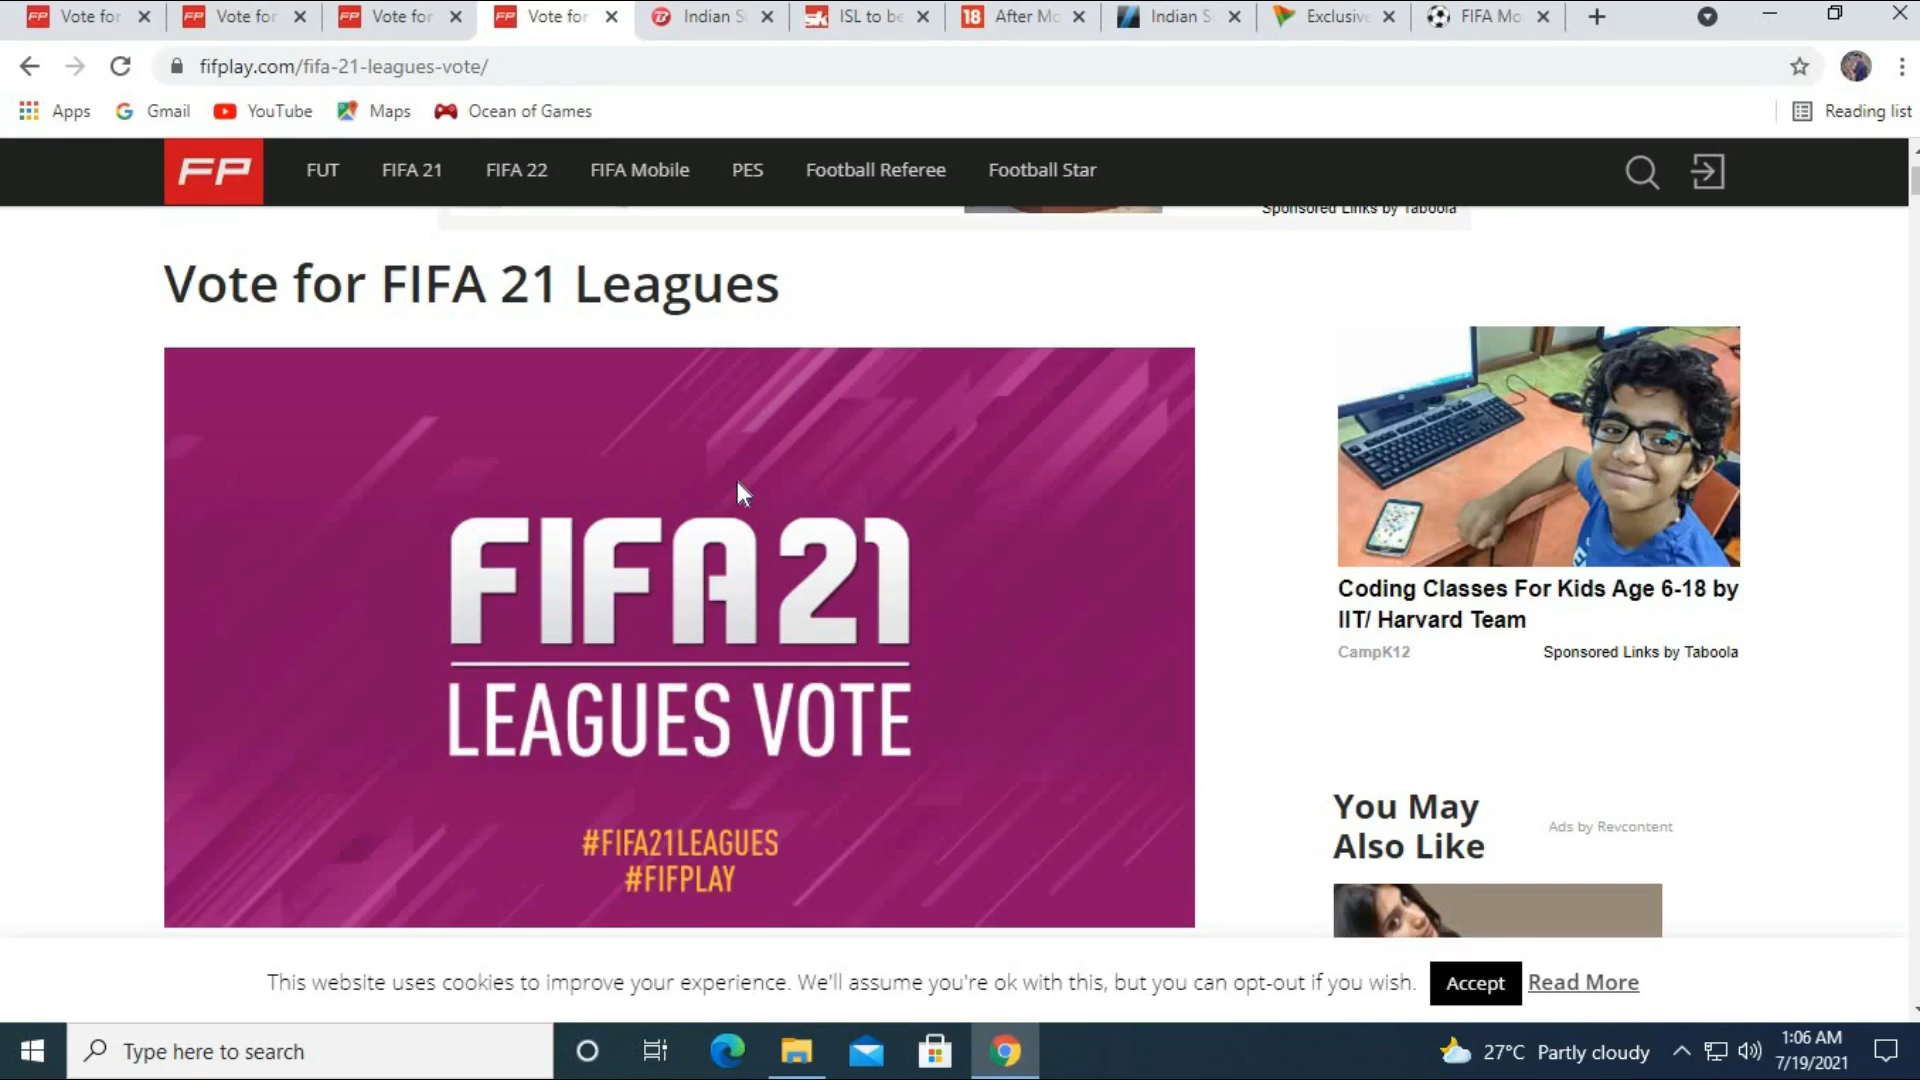 Vote for
Vote for
Vote for
Vote for
Indian S
ISL to be
18
After Mo
Indian S
Exclusive
FIFA Mo
fifplay.com/fifa-21-leagues-vote/
Apps
Gmail
YouTube
Maps
Ocean of Games
Reading list
FP
FUT
FIFA 21
FIFA 22
FIFA Mobile
PES
Football Referee
Football Star
Sponsored Links by Taboola
Vote for FIFA 21 Leagues
FIFA 21
LEAGUES VOTE
#FIFA21LEAGUES
#FIFPLAY
Coding Classes For Kids Age 6-18 by
IIT/ Harvard Team
CampK12
Sponsored Links by Taboola
You May
Also Like
Ads by Revcontent
This website uses cookies to improve your experience. We'll assume you're ok with this, but you can opt-out if you wish.
Accept
Read More
Type here to search
27°C Partly cloudy
1:06 AM
7/19/2021